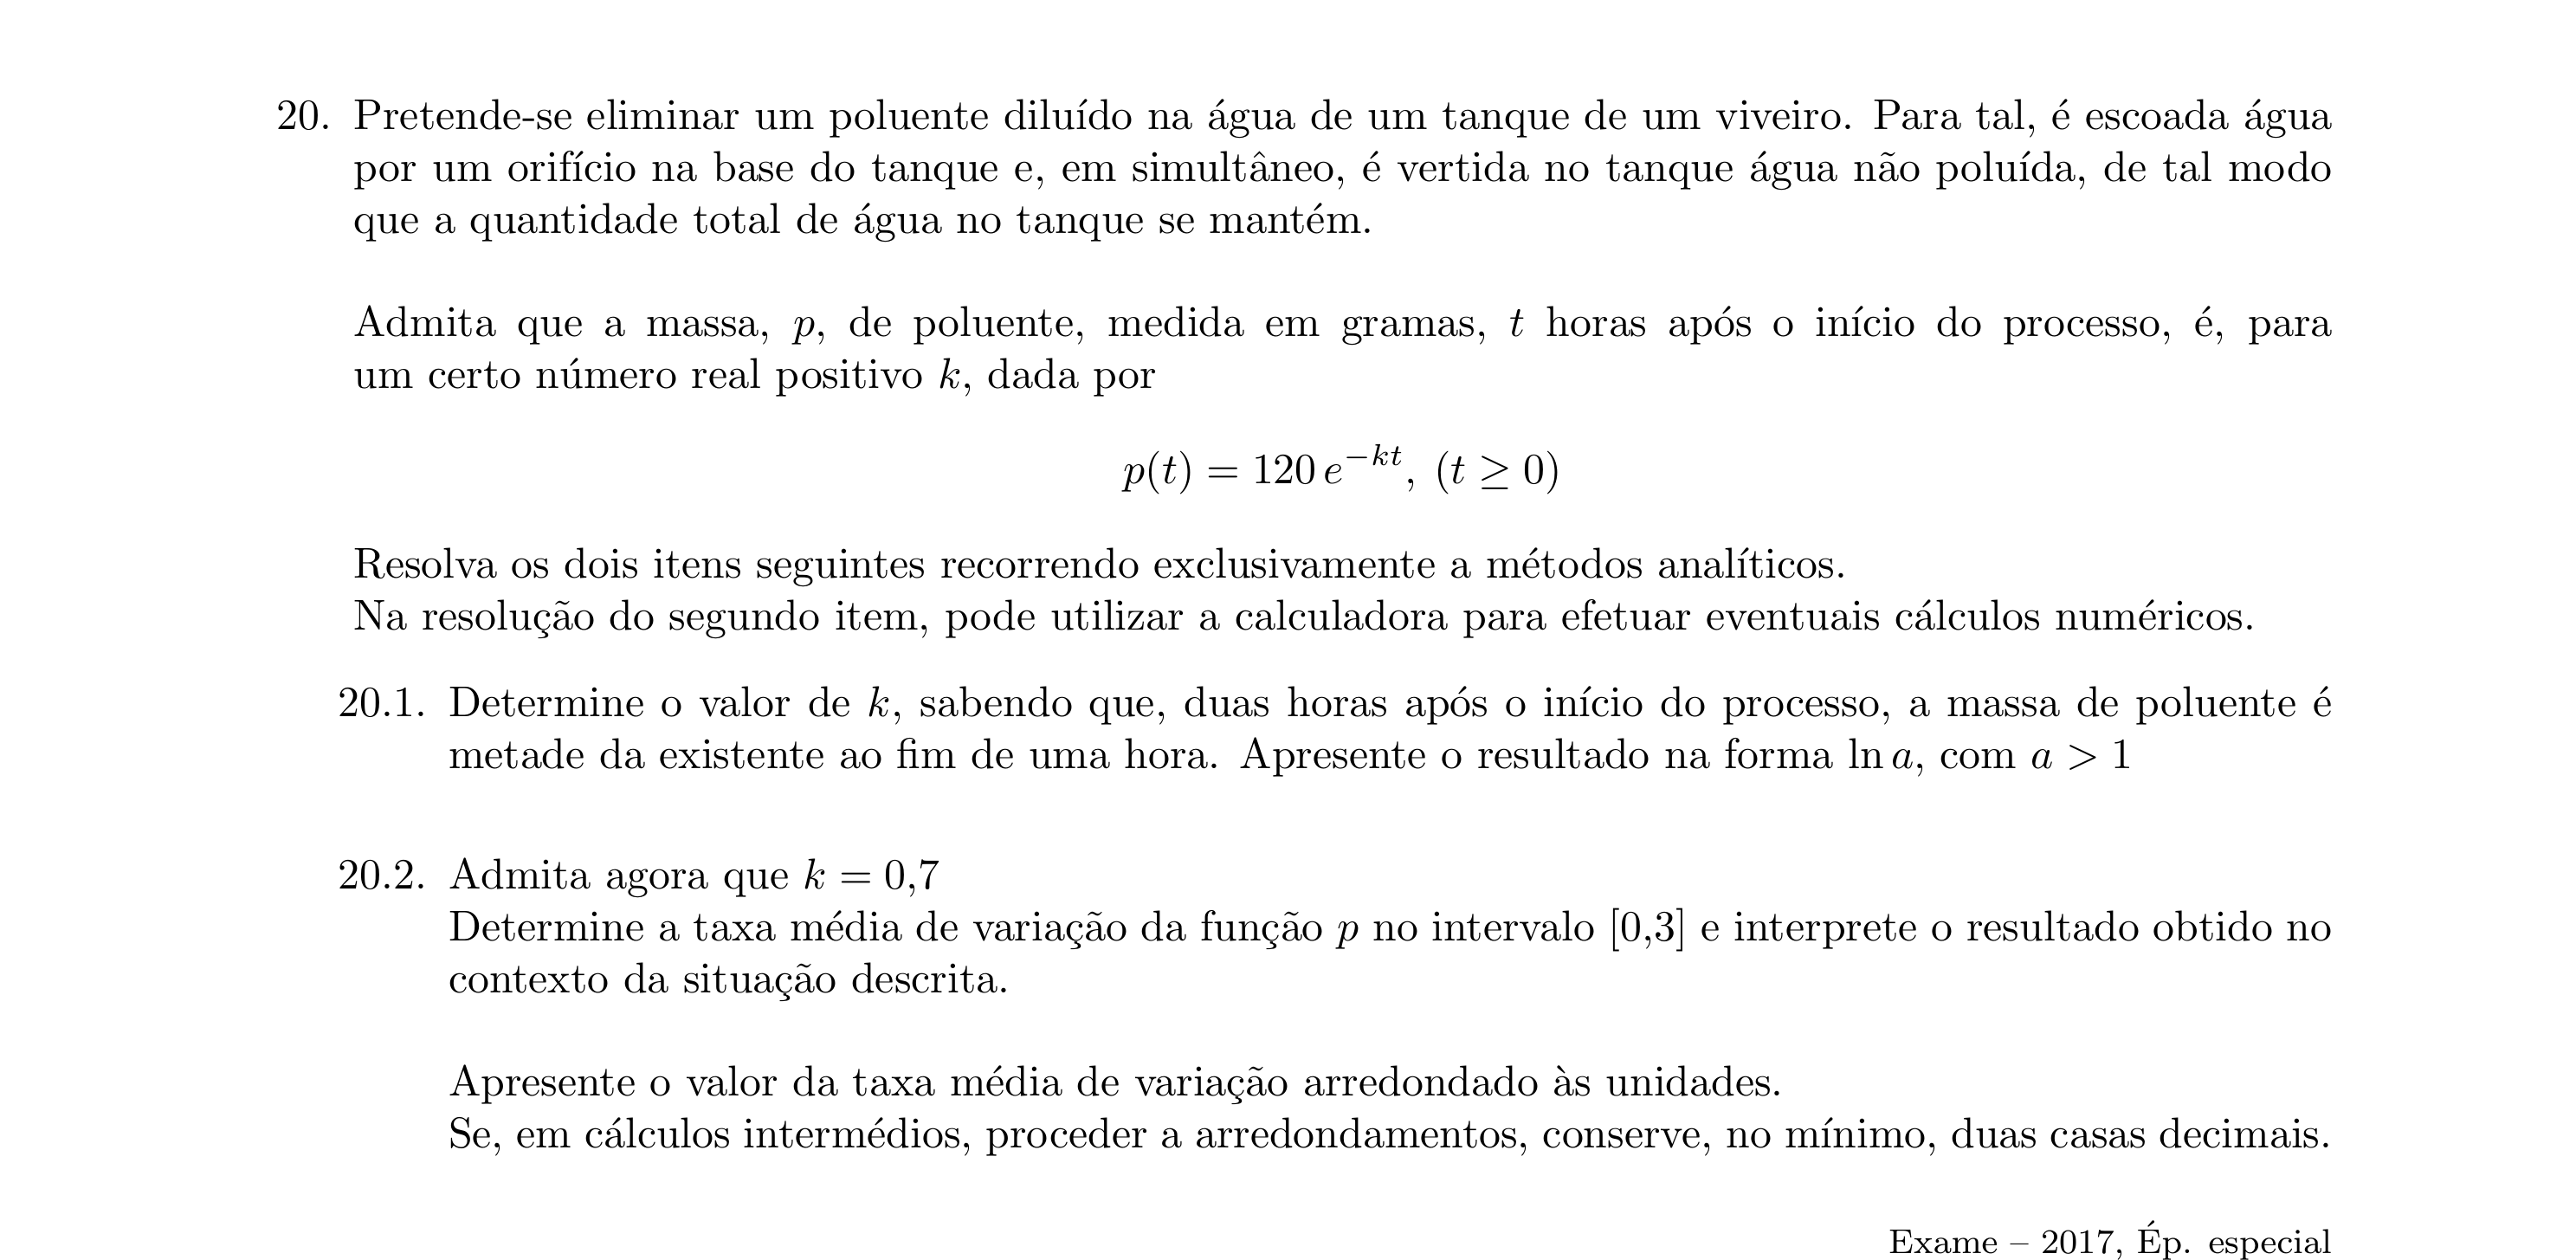 20. Pretende-se eliminar um poluente diluído na água de um tanque de um viveiro. Para tal, é escoada água
por um orifício na base do tanque e, em simultâneo, é vertida no tanque água não poluída, de tal modo
que a quantidade total de água no tanque se mantém.
Admita que a massa, p, de poluente, medida em gramas, t horas após o início do processo, é, para
um certo número real positivo k, dada por
p(t) = 120 e^{−kt}, (t ≥ 0)
Resolva os dois itens seguintes recorrendo exclusivamente a métodos analíticos.
Na resolução do segundo item, pode utilizar a calculadora para efetuar eventuais cálculos numéricos.
20.1. Determine o valor de k, sabendo que, duas horas após o início do processo, a massa de poluente é
metade da existente ao fim de uma hora. Apresente o resultado na forma ln a, com a > 1
20.2. Admita agora que k = 0,7
Determine a taxa média de variação da função p no intervalo [0,3] e interprete o resultado obtido no
contexto da situação descrita.
Apresente o valor da taxa média de variação arredondado às unidades.
Se, em cálculos intermédios, proceder a arredondamentos, conserve, no mínimo, duas casas decimais.
Exame – 2017, Ép. especial